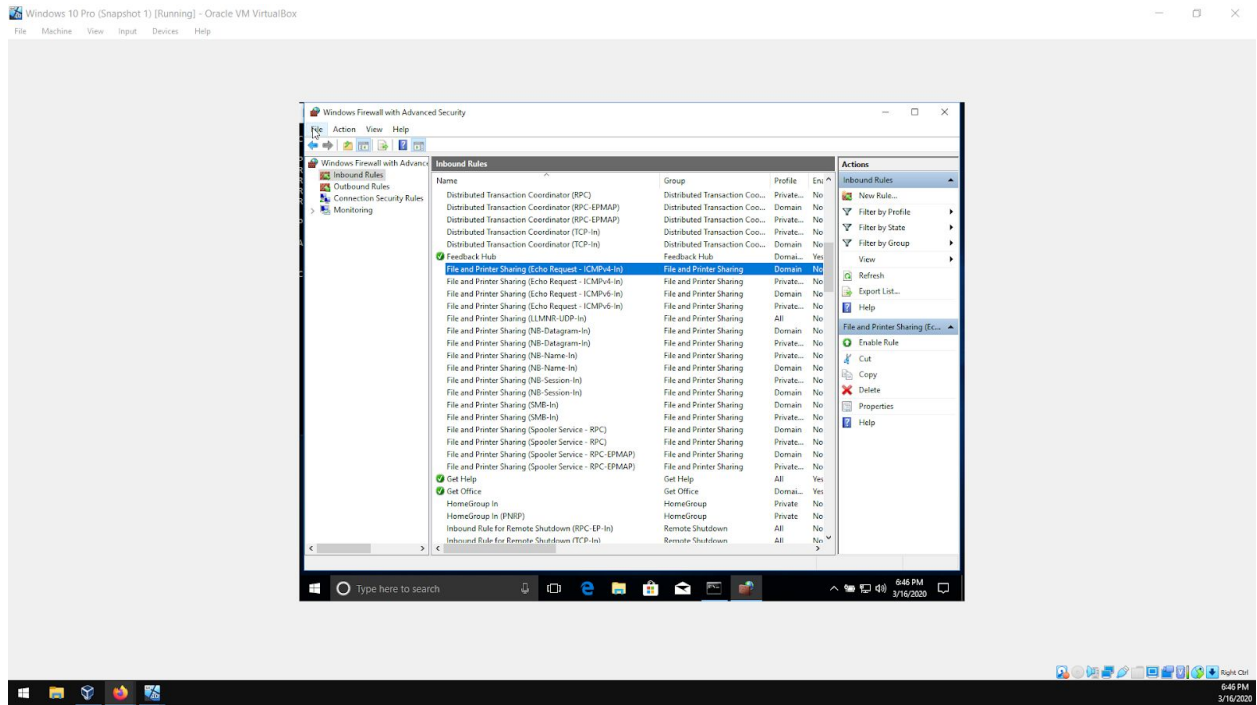 Windows 10 Pro (Snapshot 1) [Running] - Oracle VM VirtualBox
File Machine View Input Devices Help
Windows Firewall with Advanced Security
File Action View Help
Windows Firewall with Advance
Inbound Rules
Outbound Rules
Connection Security Rules
Monitoring
Inbound Rules
Name Group Profile Ena
Distributed Transaction Coordinator (RPC) Distributed Transaction Coo... Private... No
Distributed Transaction Coordinator (RPC-EPMAP) Distributed Transaction Coo... Domain No
Distributed Transaction Coordinator (RPC-EPMAP) Distributed Transaction Coo... Private... No
Distributed Transaction Coordinator (TCP-In) Distributed Transaction Coo... Private... No
Distributed Transaction Coordinator (TCP-In) Distributed Transaction Coo... Domain No
Feedback Hub Feedback Hub Domai... Yes
File and Printer Sharing (Echo Request - ICMPv4-In) File and Printer Sharing Domain No
File and Printer Sharing (Echo Request - ICMPv4-In) File and Printer Sharing Private... No
File and Printer Sharing (Echo Request - ICMPv6-In) File and Printer Sharing Domain No
File and Printer Sharing (Echo Request - ICMPv6-In) File and Printer Sharing Private... No
File and Printer Sharing (LLMNR-UDP-In) File and Printer Sharing All No
File and Printer Sharing (NB-Datagram-In) File and Printer Sharing Domain No
File and Printer Sharing (NB-Datagram-In) File and Printer Sharing Private... No
File and Printer Sharing (NB-Name-In) File and Printer Sharing Private... No
File and Printer Sharing (NB-Name-In) File and Printer Sharing Domain No
File and Printer Sharing (NB-Session-In) File and Printer Sharing Private... No
File and Printer Sharing (NB-Session-In) File and Printer Sharing Domain No
File and Printer Sharing (SMB-In) File and Printer Sharing Domain No
File and Printer Sharing (SMB-In) File and Printer Sharing Private... No
File and Printer Sharing (Spooler Service - RPC) File and Printer Sharing Domain No
File and Printer Sharing (Spooler Service - RPC) File and Printer Sharing Private... No
File and Printer Sharing (Spooler Service - RPC-EPMAP) File and Printer Sharing Domain No
File and Printer Sharing (Spooler Service - RPC-EPMAP) File and Printer Sharing Private... No
Get Help Get Help All Yes
Get Office Get Office Domai... Yes
HomeGroup In HomeGroup Private No
HomeGroup In (PNRP) HomeGroup Private No
Inbound Rule for Remote Shutdown (RPC-EP-In) Remote Shutdown All No
Inbound Rule for Remote Shutdown (TCP-In) Remote Shutdown All No
Actions
Inbound Rules
New Rule...
Filter by Profile
Filter by State
Filter by Group
View
Refresh
Export List...
Help
File and Printer Sharing (Ec...
Enable Rule
Cut
Copy
Delete
Properties
Help
Type here to search
6:46 PM
3/16/2020
Right Ctrl
6:46 PM
3/16/2020